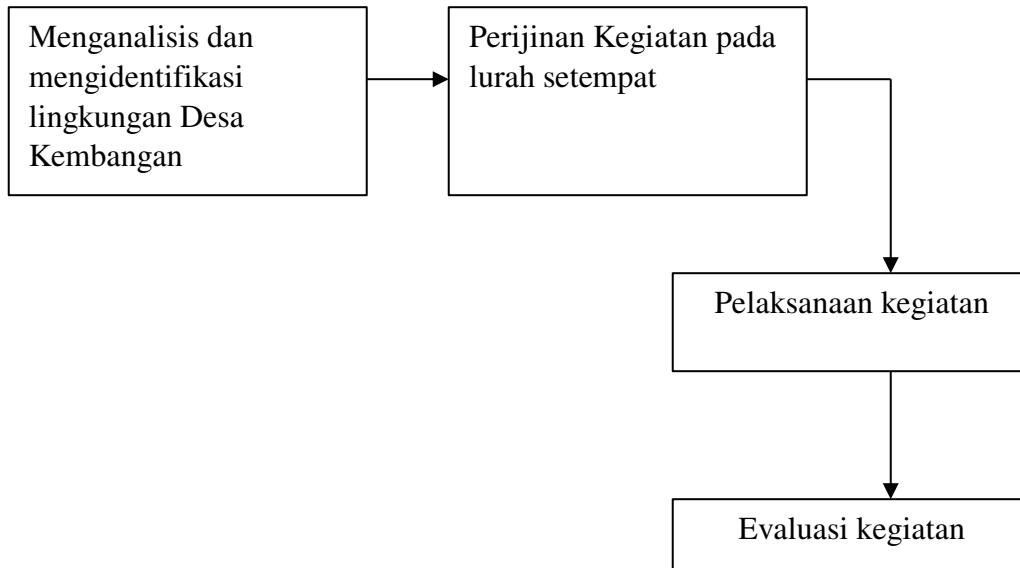 Menganalisis dan
mengidentifikasi
lingkungan Desa
Kembangan
Perijinan Kegiatan pada
lurah setempat
Pelaksanaan kegiatan
Evaluasi kegiatan